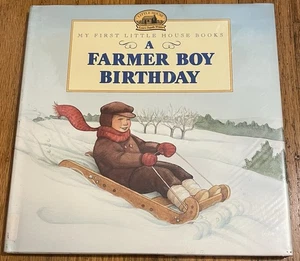 MY FIRST LITTLE HOUSE BOOKS
A
FARMER BOY
BIRTHDAY